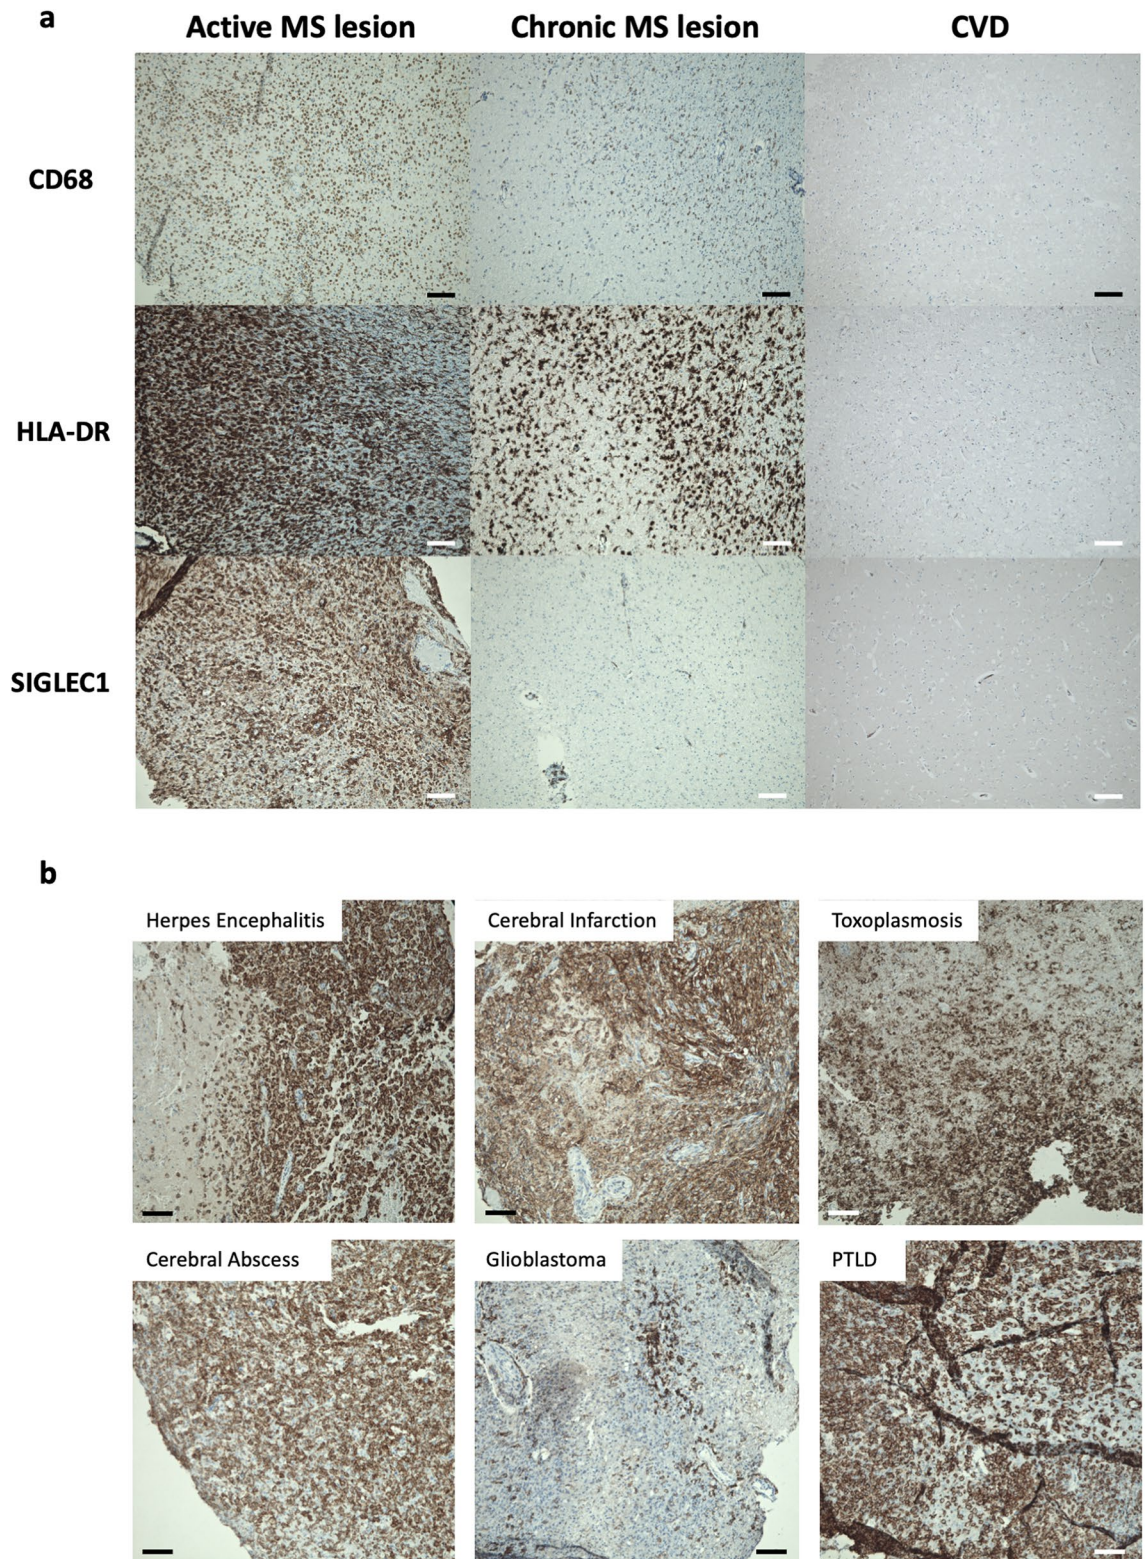 a
Active MS lesion
Chronic MS lesion
CVD
CD68
HLA-DR
SIGLEC1
b
Herpes Encephalitis
Cerebral Infarction
Toxoplasmosis
Cerebral Abscess
Glioblastoma
PTLD